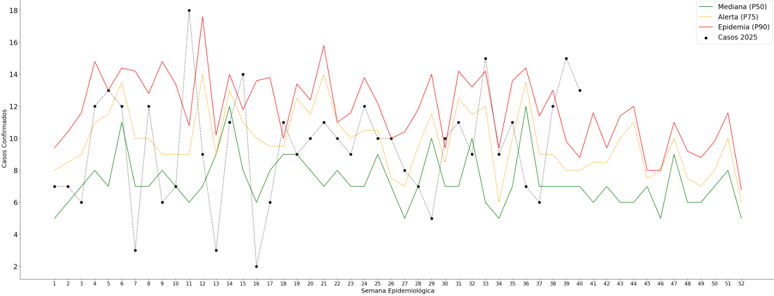 Mediana (P50)
Alerta (P75)
Epidemia (P90)
Casos 2025
18
16
14
12
10
8
6
4
2
Casos Confirmados
1 2 3 4 5 6 7 8 9 10 11 12 13 14 15 16 17 18 19 20 21 22 23 24 25 26 27 28 29 30 31 32 33 34 35 36 37 38 39 40 41 42 43 44 45 46 47 48 49 50 51 52
Semana Epidemiológica